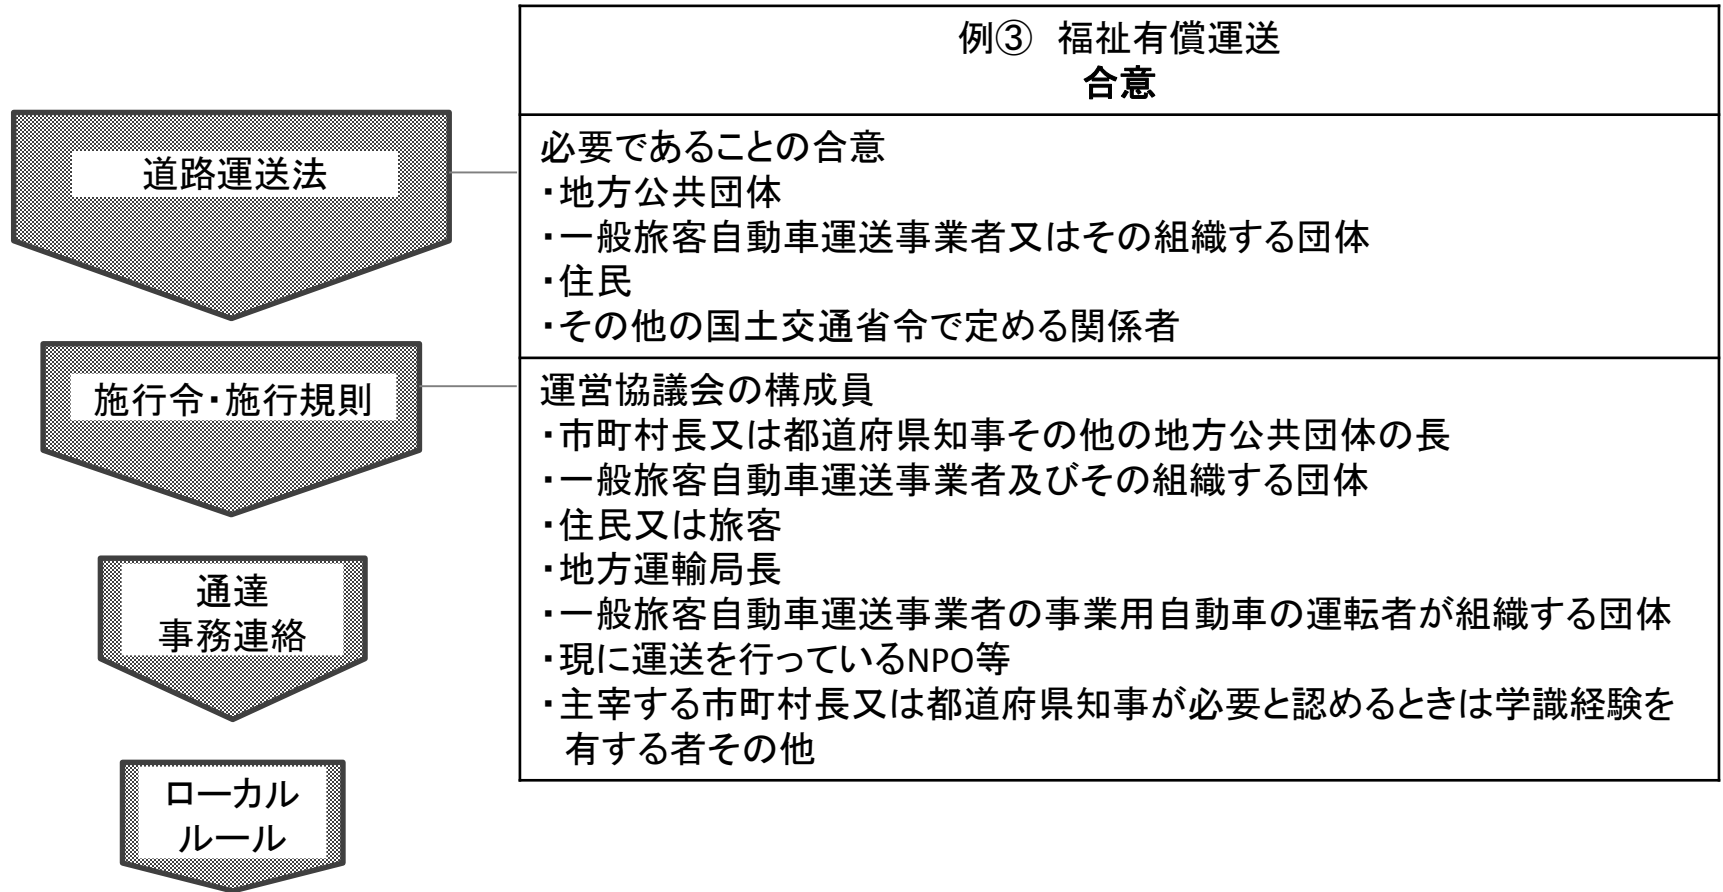 例③　福祉有償運送
合意
道路運送法
必要であることの合意
・地方公共団体
・一般旅客自動車運送事業者又はその組織する団体
・住民
・その他の国土交通省令で定める関係者
施行令・施行規則
運営協議会の構成員
・市町村長又は都道府県知事その他の地方公共団体の長
・一般旅客自動車運送事業者及びその組織する団体
・住民又は旅客
・地方運輸局長
・一般旅客自動車運送事業者の事業用自動車の運転者が組織する団体
・現に運送を行っているNPO等
・主宰する市町村長又は都道府県知事が必要と認めるときは学識経験を
有する者その他
通達
事務連絡
ローカル
ルール